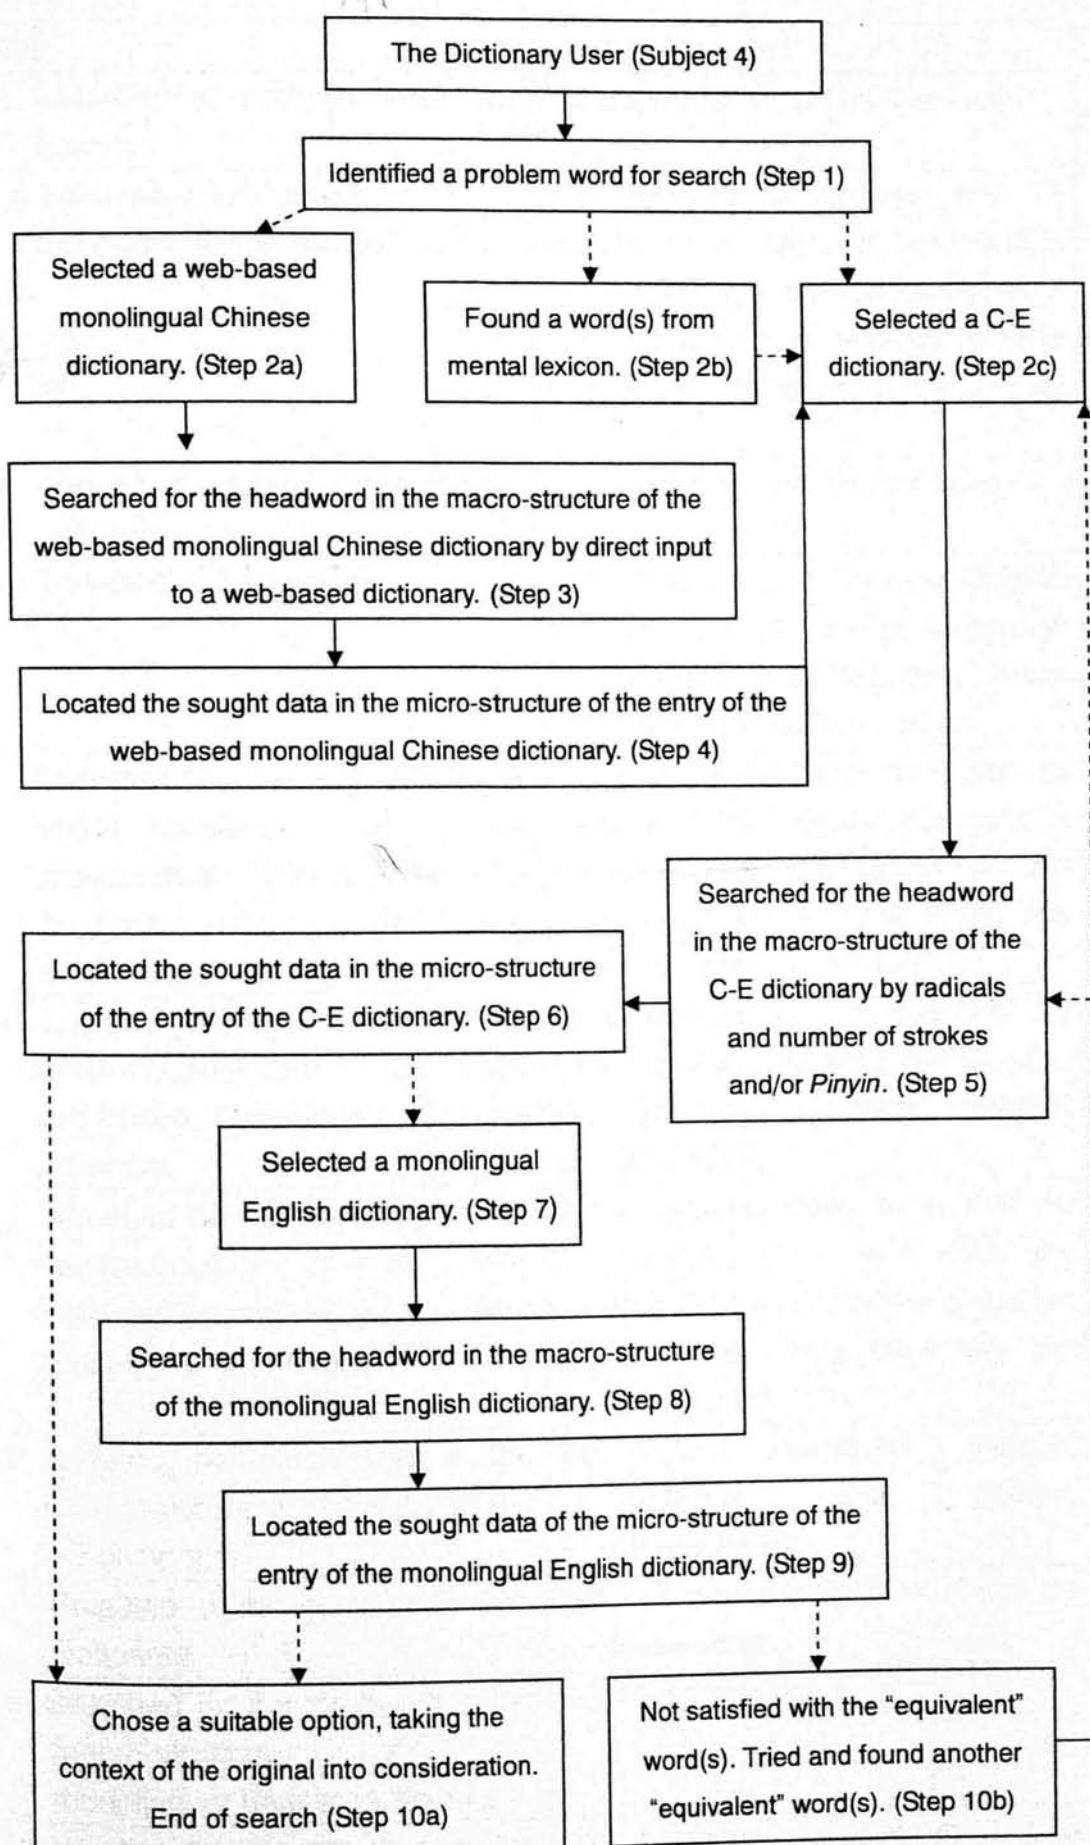 The Dictionary User (Subject 4)
Identified a problem word for search (Step 1)
Selected a web-based
monolingual Chinese
dictionary. (Step 2a)
Found a word(s) from
mental lexicon. (Step 2b)
Selected a C-E
dictionary. (Step 2c)
Searched for the headword in the macro-structure of the
web-based monolingual Chinese dictionary by direct input
to a web-based dictionary. (Step 3)
Located the sought data in the micro-structure of the entry of the
web-based monolingual Chinese dictionary. (Step 4)
Searched for the headword
in the macro-structure of the
C-E dictionary by radicals
and number of strokes
and/or Pinyin. (Step 5)
Located the sought data in the micro-structure
of the entry of the C-E dictionary. (Step 6)
Selected a monolingual
English dictionary. (Step 7)
Searched for the headword in the macro-structure
of the monolingual English dictionary. (Step 8)
Located the sought data of the micro-structure of the
entry of the monolingual English dictionary. (Step 9)
Chose a suitable option, taking the
context of the original into consideration.
End of search (Step 10a)
Not satisfied with the “equivalent”
word(s). Tried and found another
“equivalent” word(s). (Step 10b)